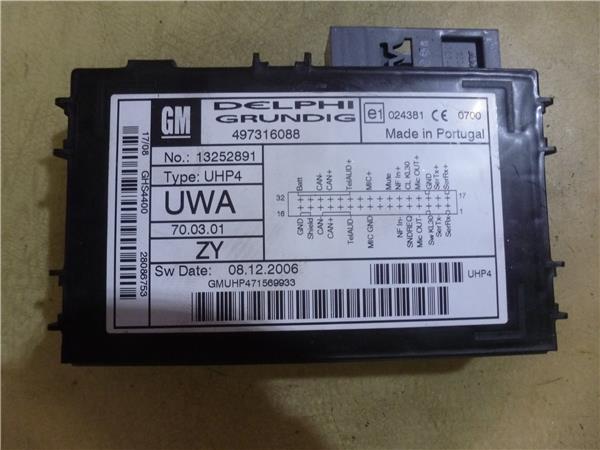 GM
DELPHI
GRUNDIG
497316088
e1 024381 CE 0700
Made in Portugal
17/08 GHS4400 28086753
No.: 13252891
Type: UHP4
UWA
70.03.01
ZY
Sw Date: 08.12.2006
GMUHP471569933
UHP4
Batt CAN- CAN+ TelAUD+ MIC+ Mute NF In+ CL KL30 Mic OUT+ GND SerTx+ SerRx+
32 17
16 1
GND Shield CAN- CAN+ TelAUD- MIC GND NF In- SNDREQ Mic OUT- Sw KL30 SerTx- SerRx-